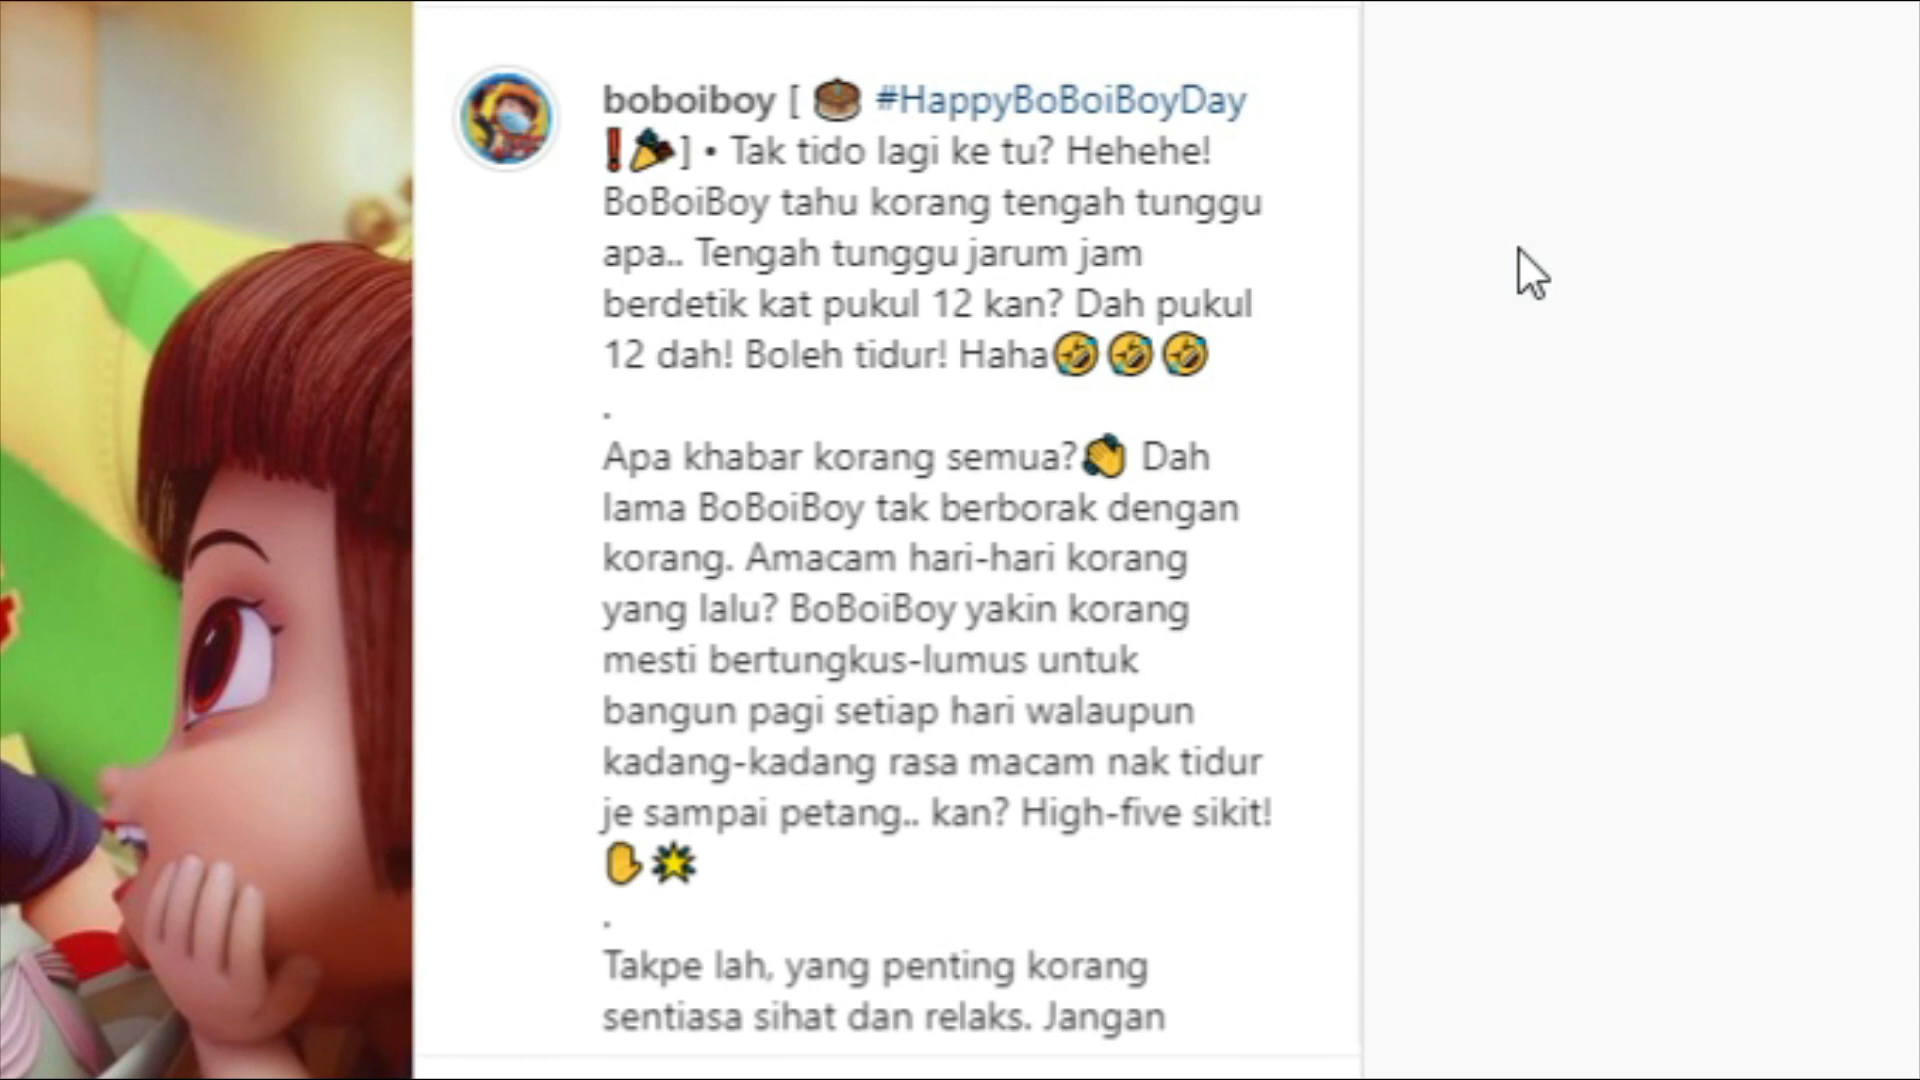 boboiboy [ 🎂 #HappyBoBoiBoyDay
❗🎉] • Tak tido lagi ke tu? Hehehe!
BoBoiBoy tahu korang tengah tunggu
apa.. Tengah tunggu jarum jam
berdetik kat pukul 12 kan? Dah pukul
12 dah! Boleh tidur! Haha🤣🤣🤣
.
Apa khabar korang semua?👋 Dah
lama BoBoiBoy tak berborak dengan
korang. Amacam hari-hari korang
yang lalu? BoBoiBoy yakin korang
mesti bertungkus-lumus untuk
bangun pagi setiap hari walaupun
kadang-kadang rasa macam nak tidur
je sampai petang.. kan? High-five sikit!
✋🌟
.
Takpe lah, yang penting korang
sentiasa sihat dan relaks. Jangan